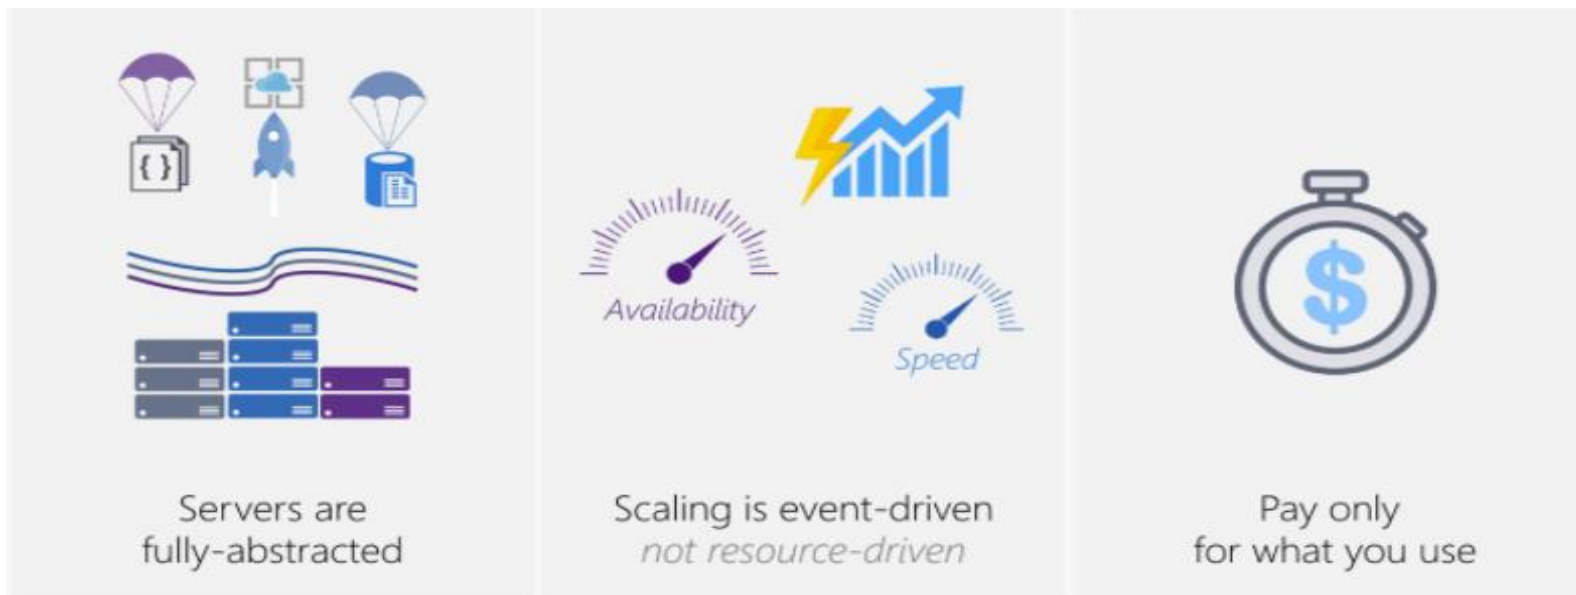 { }
Availability
Speed
$
Servers are
fully-abstracted
Scaling is event-driven
not resource-driven
Pay only
for what you use